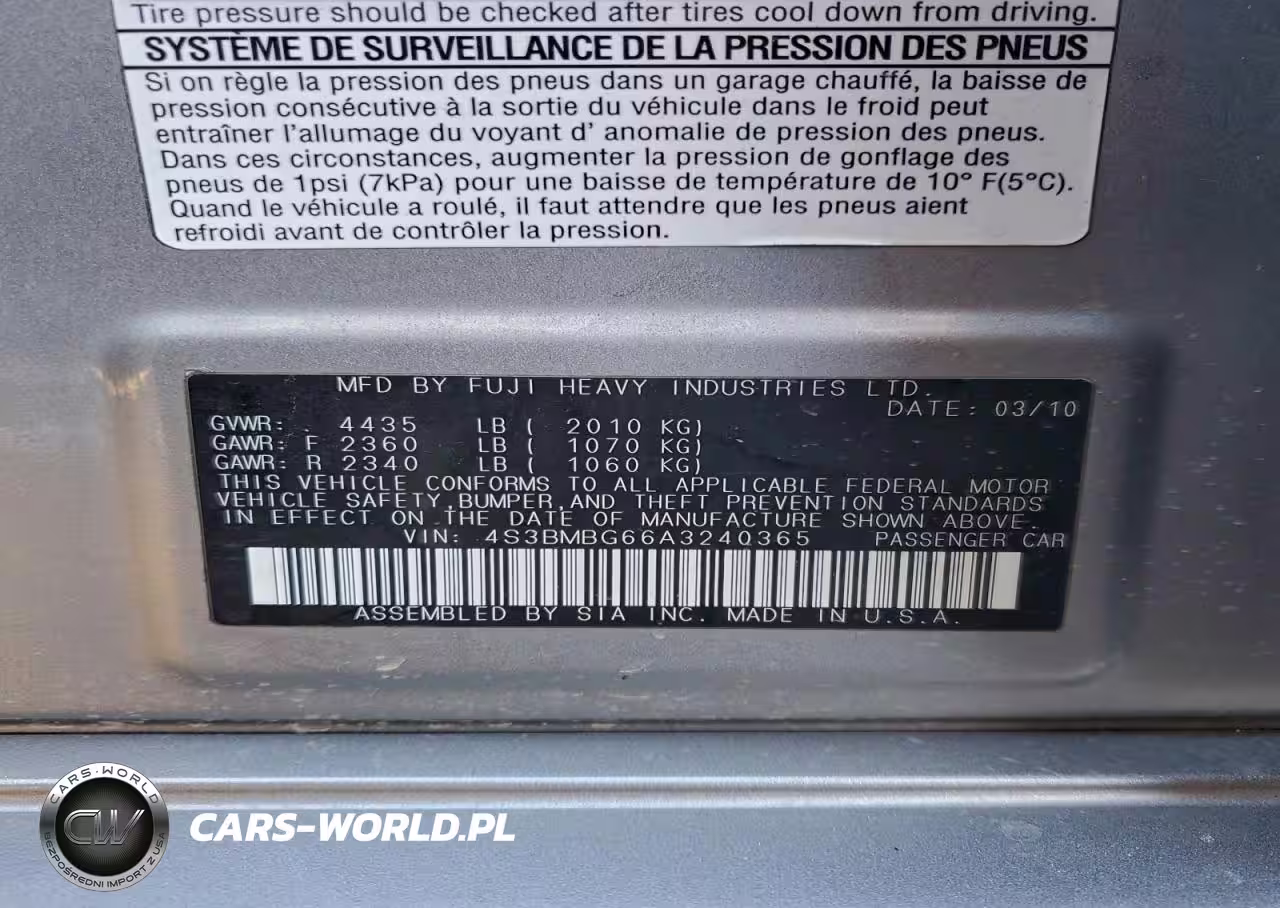 Tire pressure should be checked after tires cool down from driving.
SYSTÈME DE SURVEILLANCE DE LA PRESSION DES PNEUS
Si on règle la pression des pneus dans un garage chauffé, la baisse de
pression consécutive à la sortie du véhicule dans le froid peut
entraîner l'allumage du voyant d' anomalie de pression des pneus.
Dans ces circonstances, augmenter la pression de gonflage des
pneus de 1psi (7kPa) pour une baisse de température de 10° F(5°C).
Quand le véhicule a roulé, il faut attendre que les pneus aient
refroidi avant de contrôler la pression.
MFD BY FUJI HEAVY INDUSTRIES LTD.
DATE: 03/10
GVWR: 4435 LB ( 2010 KG)
GAWR: F 2360 LB ( 1070 KG)
GAWR: R 2340 LB ( 1060 KG)
THIS VEHICLE CONFORMS TO ALL APPLICABLE FEDERAL MOTOR
VEHICLE SAFETY,BUMPER,AND THEFT PREVENTION STANDARDS
IN EFFECT ON THE DATE OF MANUFACTURE SHOWN ABOVE.
VIN: 4S3BMBG66A3240365 PASSENGER CAR
ASSEMBLED BY SIA INC. MADE IN U.S.A.
CARS-WORLD
CW
BEZPOŚREDNI IMPORT Z USA
CARS-WORLD.PL